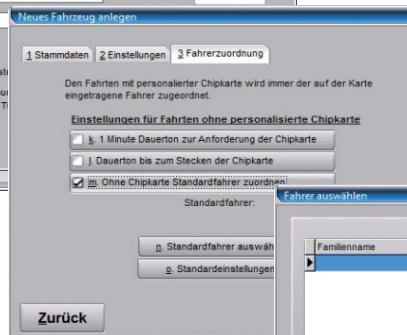 Neues Fahrzeug anlegen
1 Stammdaten 2 Einstellungen 3 Fahrerzuordnung
Den Fahrten mit personalierter Chipkarte wird immer der auf der Karte
eingetragene Fahrer zugeordnet.
Einstellungen für Fahrten ohne personalisierte Chipkarte
k. 1 Minute Dauerton zur Anforderung der Chipkarte
l. Dauerton bis zum Stecken der Chipkarte
m. Ohne Chipkarte Standardfahrer zuordnen
Standardfahrer:
Fahrer auswählen
n. Standardfahrer auswäh
Familienname
o. Standardeinstellungen
Zurück